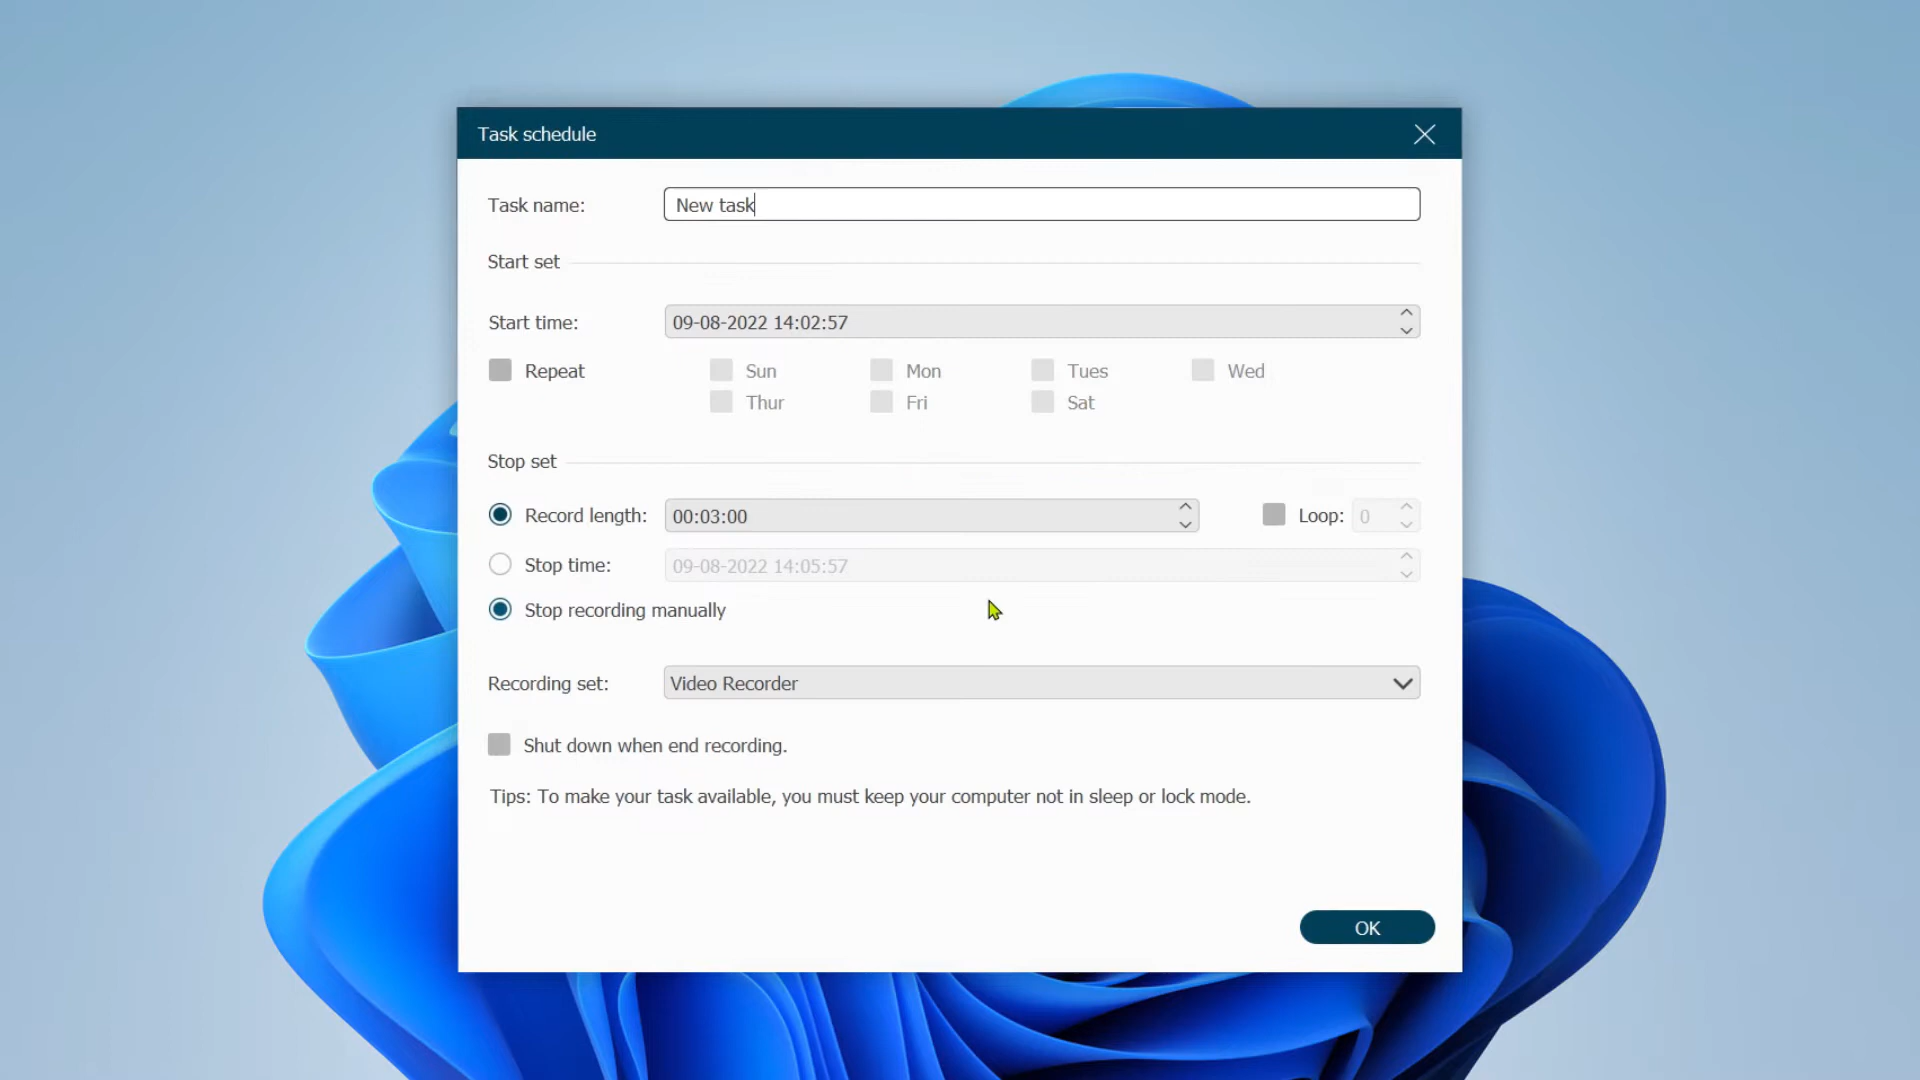 Task schedule
Task name: New task
Start set
Start time: 09-08-2022 14:02:57
Repeat Sun Mon Tues Wed
Thur Fri Sat
Stop set
Record length: 00:03:00 Loop: 0
Stop time: 09-08-2022 14:05:57
Stop recording manually
Recording set: Video Recorder
Shut down when end recording.
Tips: To make your task available, you must keep your computer not in sleep or lock mode.
OK